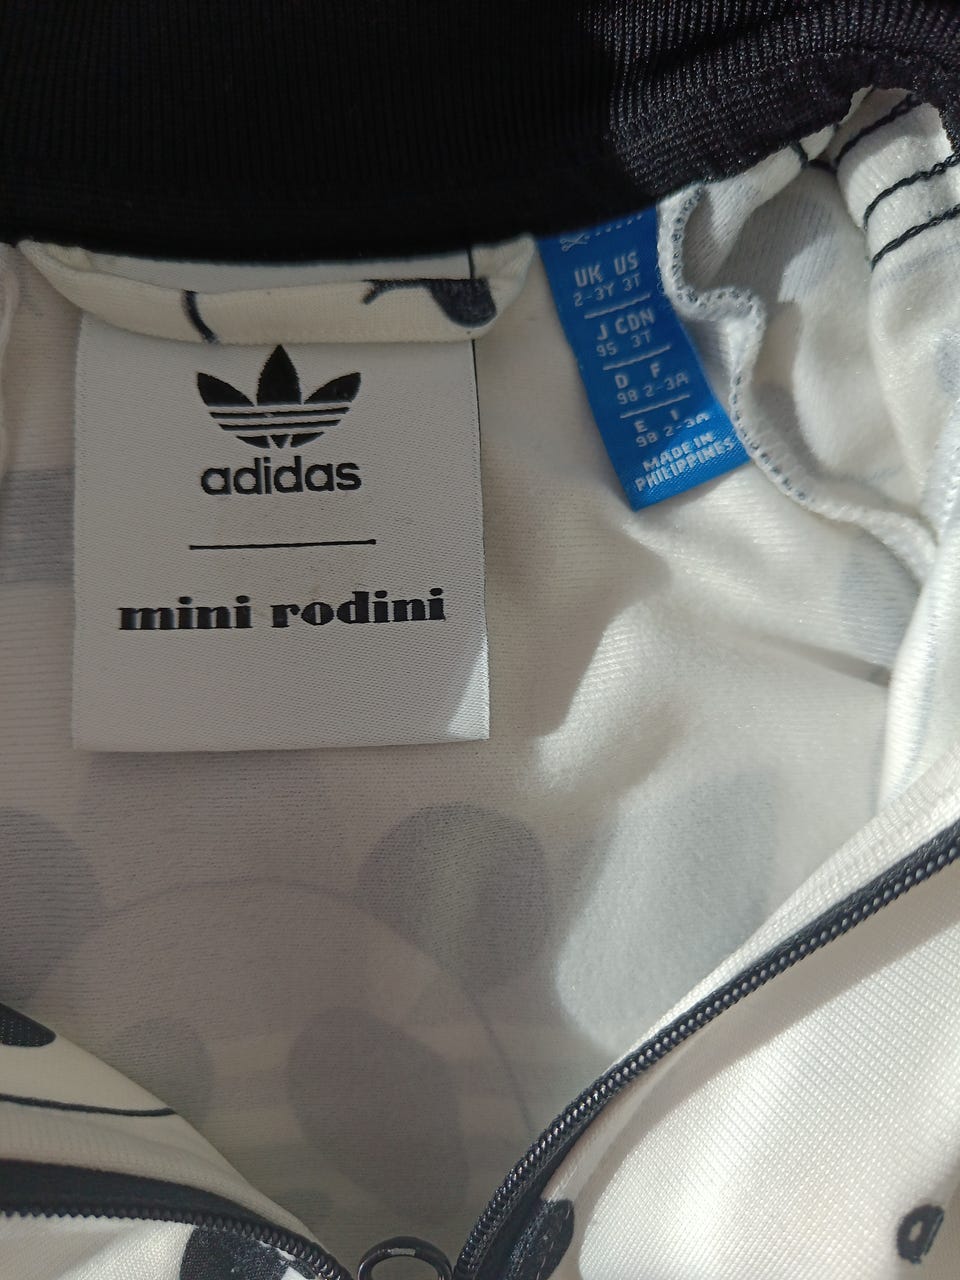 adidas
mini rodini
UK US
2-3Y 3T
J CDN
95 3T
D F
98 2-3A
E I
98 2-3A
MADE IN
PHILIPPINES
a